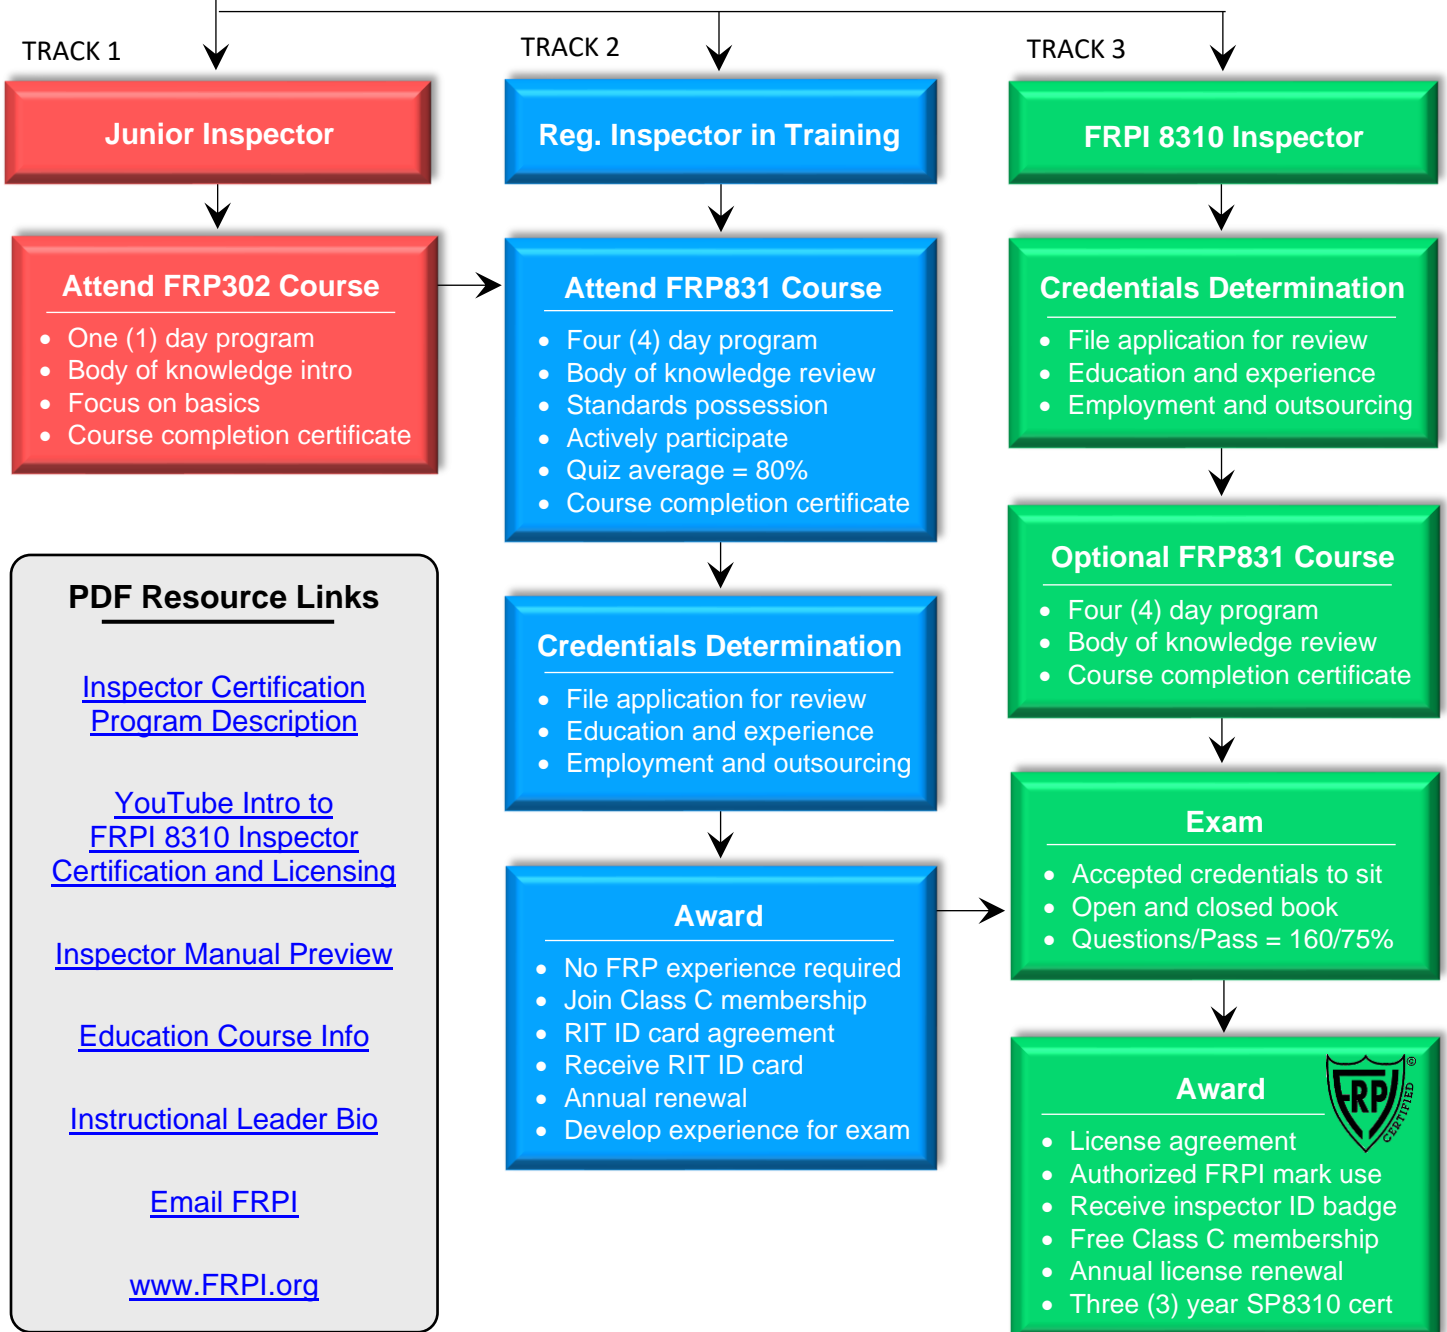 TRACK 1
Junior Inspector
Attend FRP302 Course
• One (1) day program
• Body of knowledge intro
• Focus on basics
• Course completion certificate
TRACK 2
Reg. Inspector in Training
Attend FRP831 Course
• Four (4) day program
• Body of knowledge review
• Standards possession
• Actively participate
• Quiz average = 80%
• Course completion certificate
Credentials Determination
• File application for review
• Education and experience
• Employment and outsourcing
Award
• No FRP experience required
• Join Class C membership
• RIT ID card agreement
• Receive RIT ID card
• Annual renewal
• Develop experience for exam
TRACK 3
FRPI 8310 Inspector
Credentials Determination
• File application for review
• Education and experience
• Employment and outsourcing
Optional FRP831 Course
• Four (4) day program
• Body of knowledge review
• Course completion certificate
Exam
• Accepted credentials to sit
• Open and closed book
• Questions/Pass = 160/75%
Award
FRPI
CERTIFIED
©
• License agreement
• Authorized FRPI mark use
• Receive inspector ID badge
• Free Class C membership
• Annual license renewal
• Three (3) year SP8310 cert
PDF Resource Links
Inspector Certification
Program Description
YouTube Intro to
FRPI 8310 Inspector
Certification and Licensing
Inspector Manual Preview
Education Course Info
Instructional Leader Bio
Email FRPI
www.FRPI.org